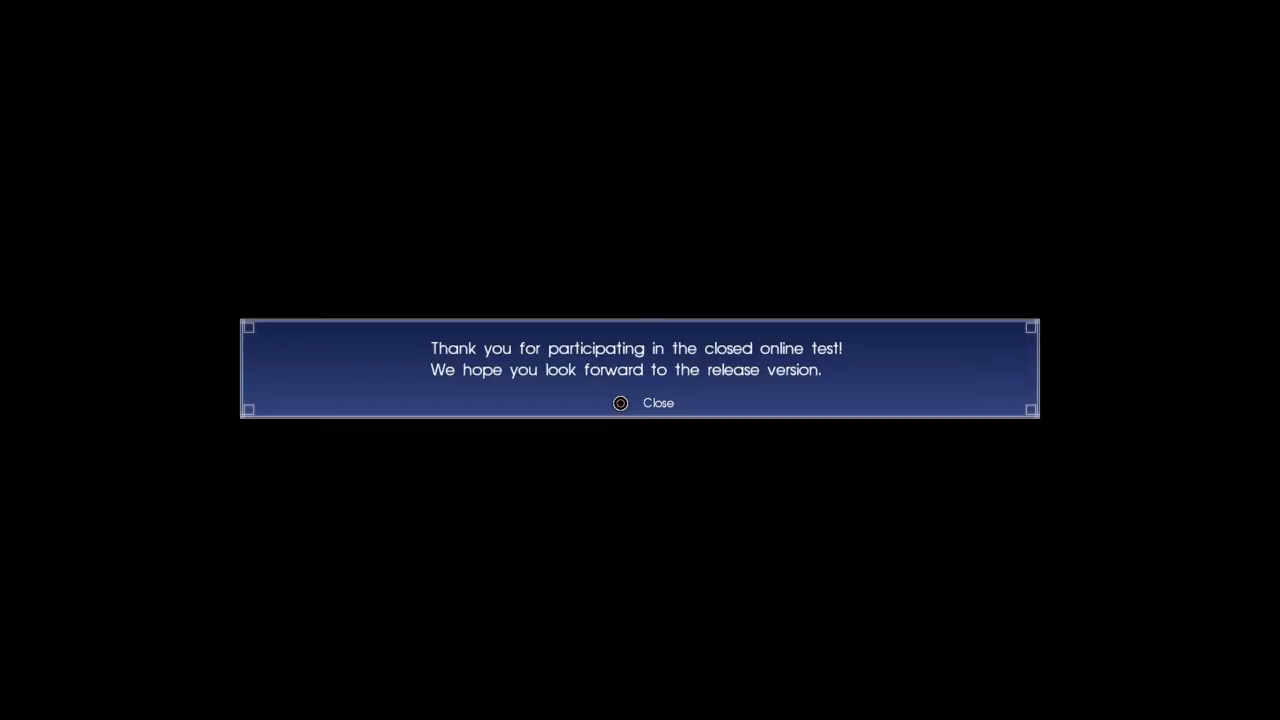 Thank you for participating in the closed online test!
We hope you look forward to the release version.
Close